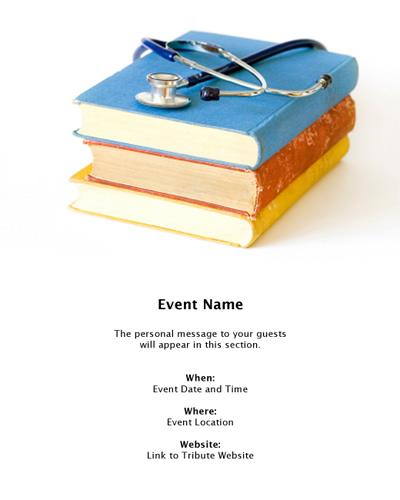 Event Name
The personal message to your guests
will appear in this section.
When:
Event Date and Time
Where:
Event Location
Website:
Link to Tribute Website